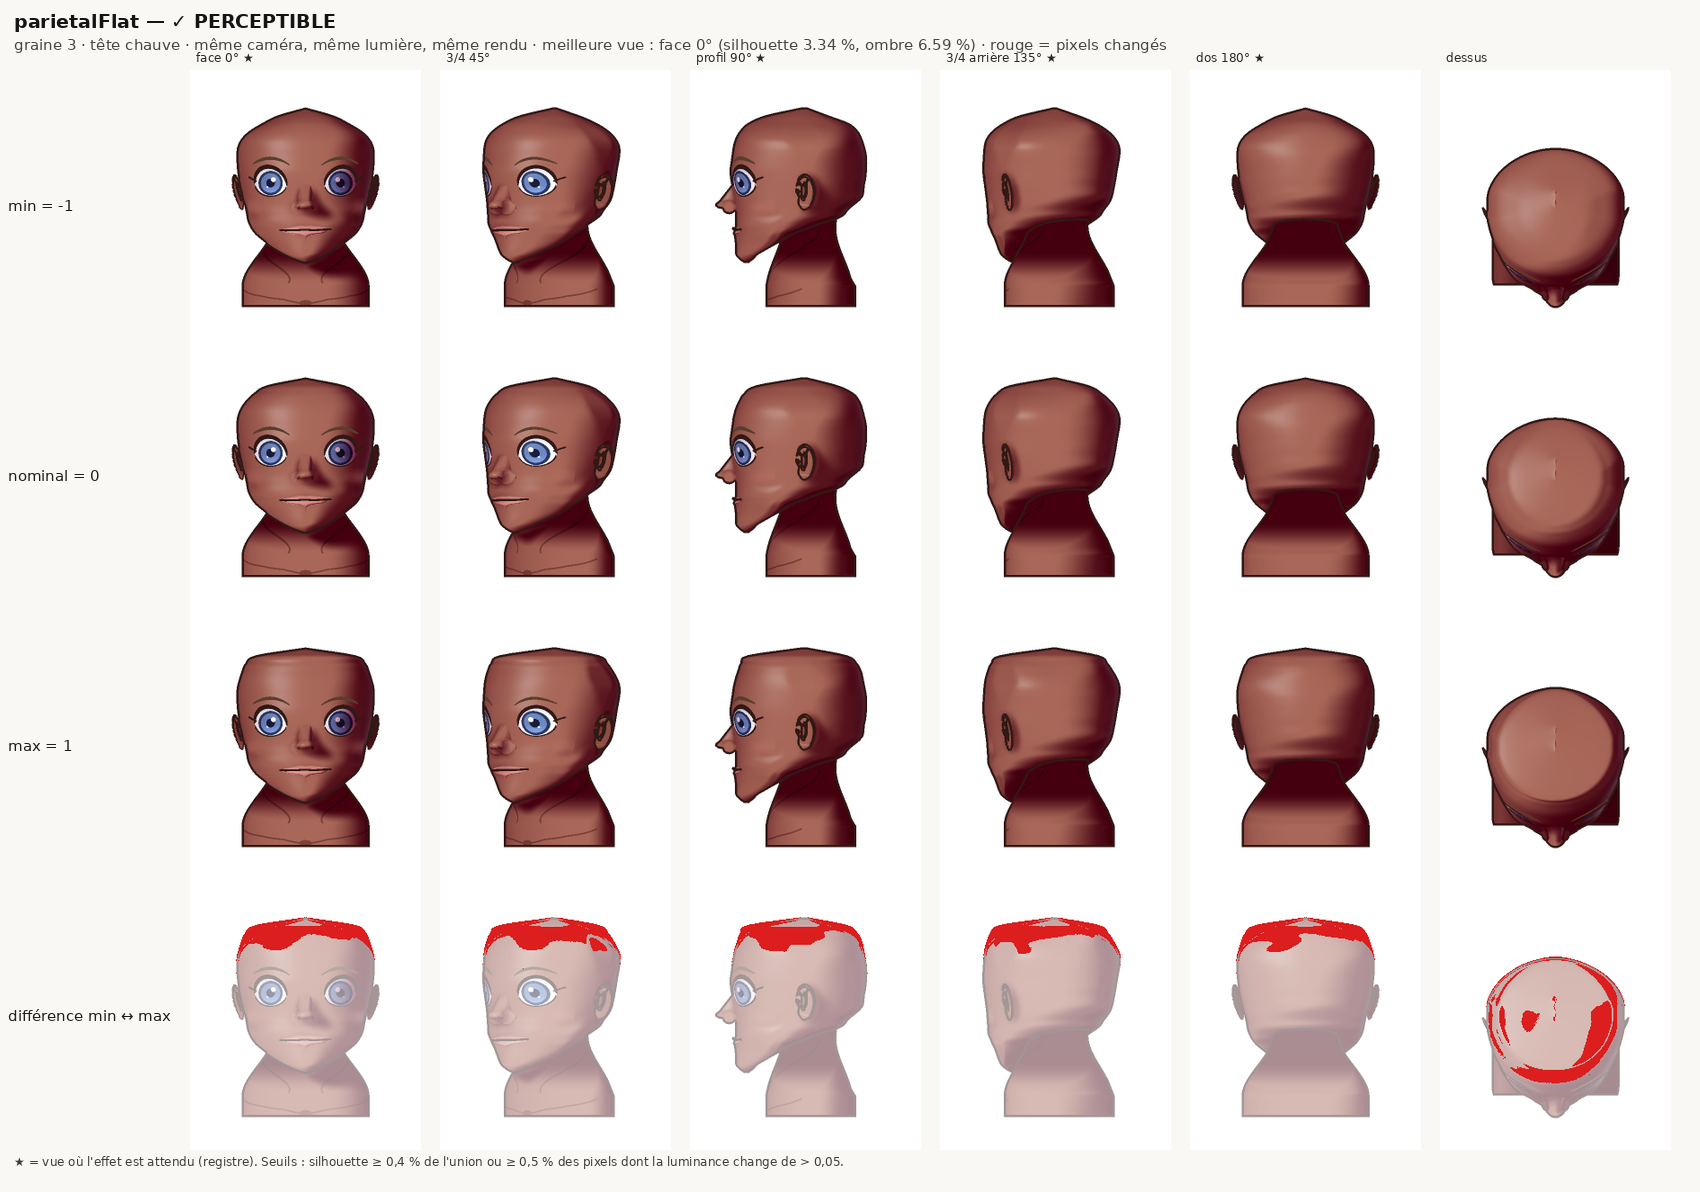 parietalFlat — ✓ PERCEPTIBLE
graine 3 · tête chauve · même caméra, même lumière, même rendu · meilleure vue : face 0° (silhouette 3.34 %, ombre 6.59 %) · rouge = pixels changés
face 0° ★
3/4 45°
profil 90° ★
3/4 arrière 135° ★
dos 180° ★
dessus
min = -1
nominal = 0
max = 1
différence min ↔ max
★ = vue où l'effet est attendu (registre). Seuils : silhouette ≥ 0,4 % de l'union ou ≥ 0,5 % des pixels dont la luminance change de > 0,05.